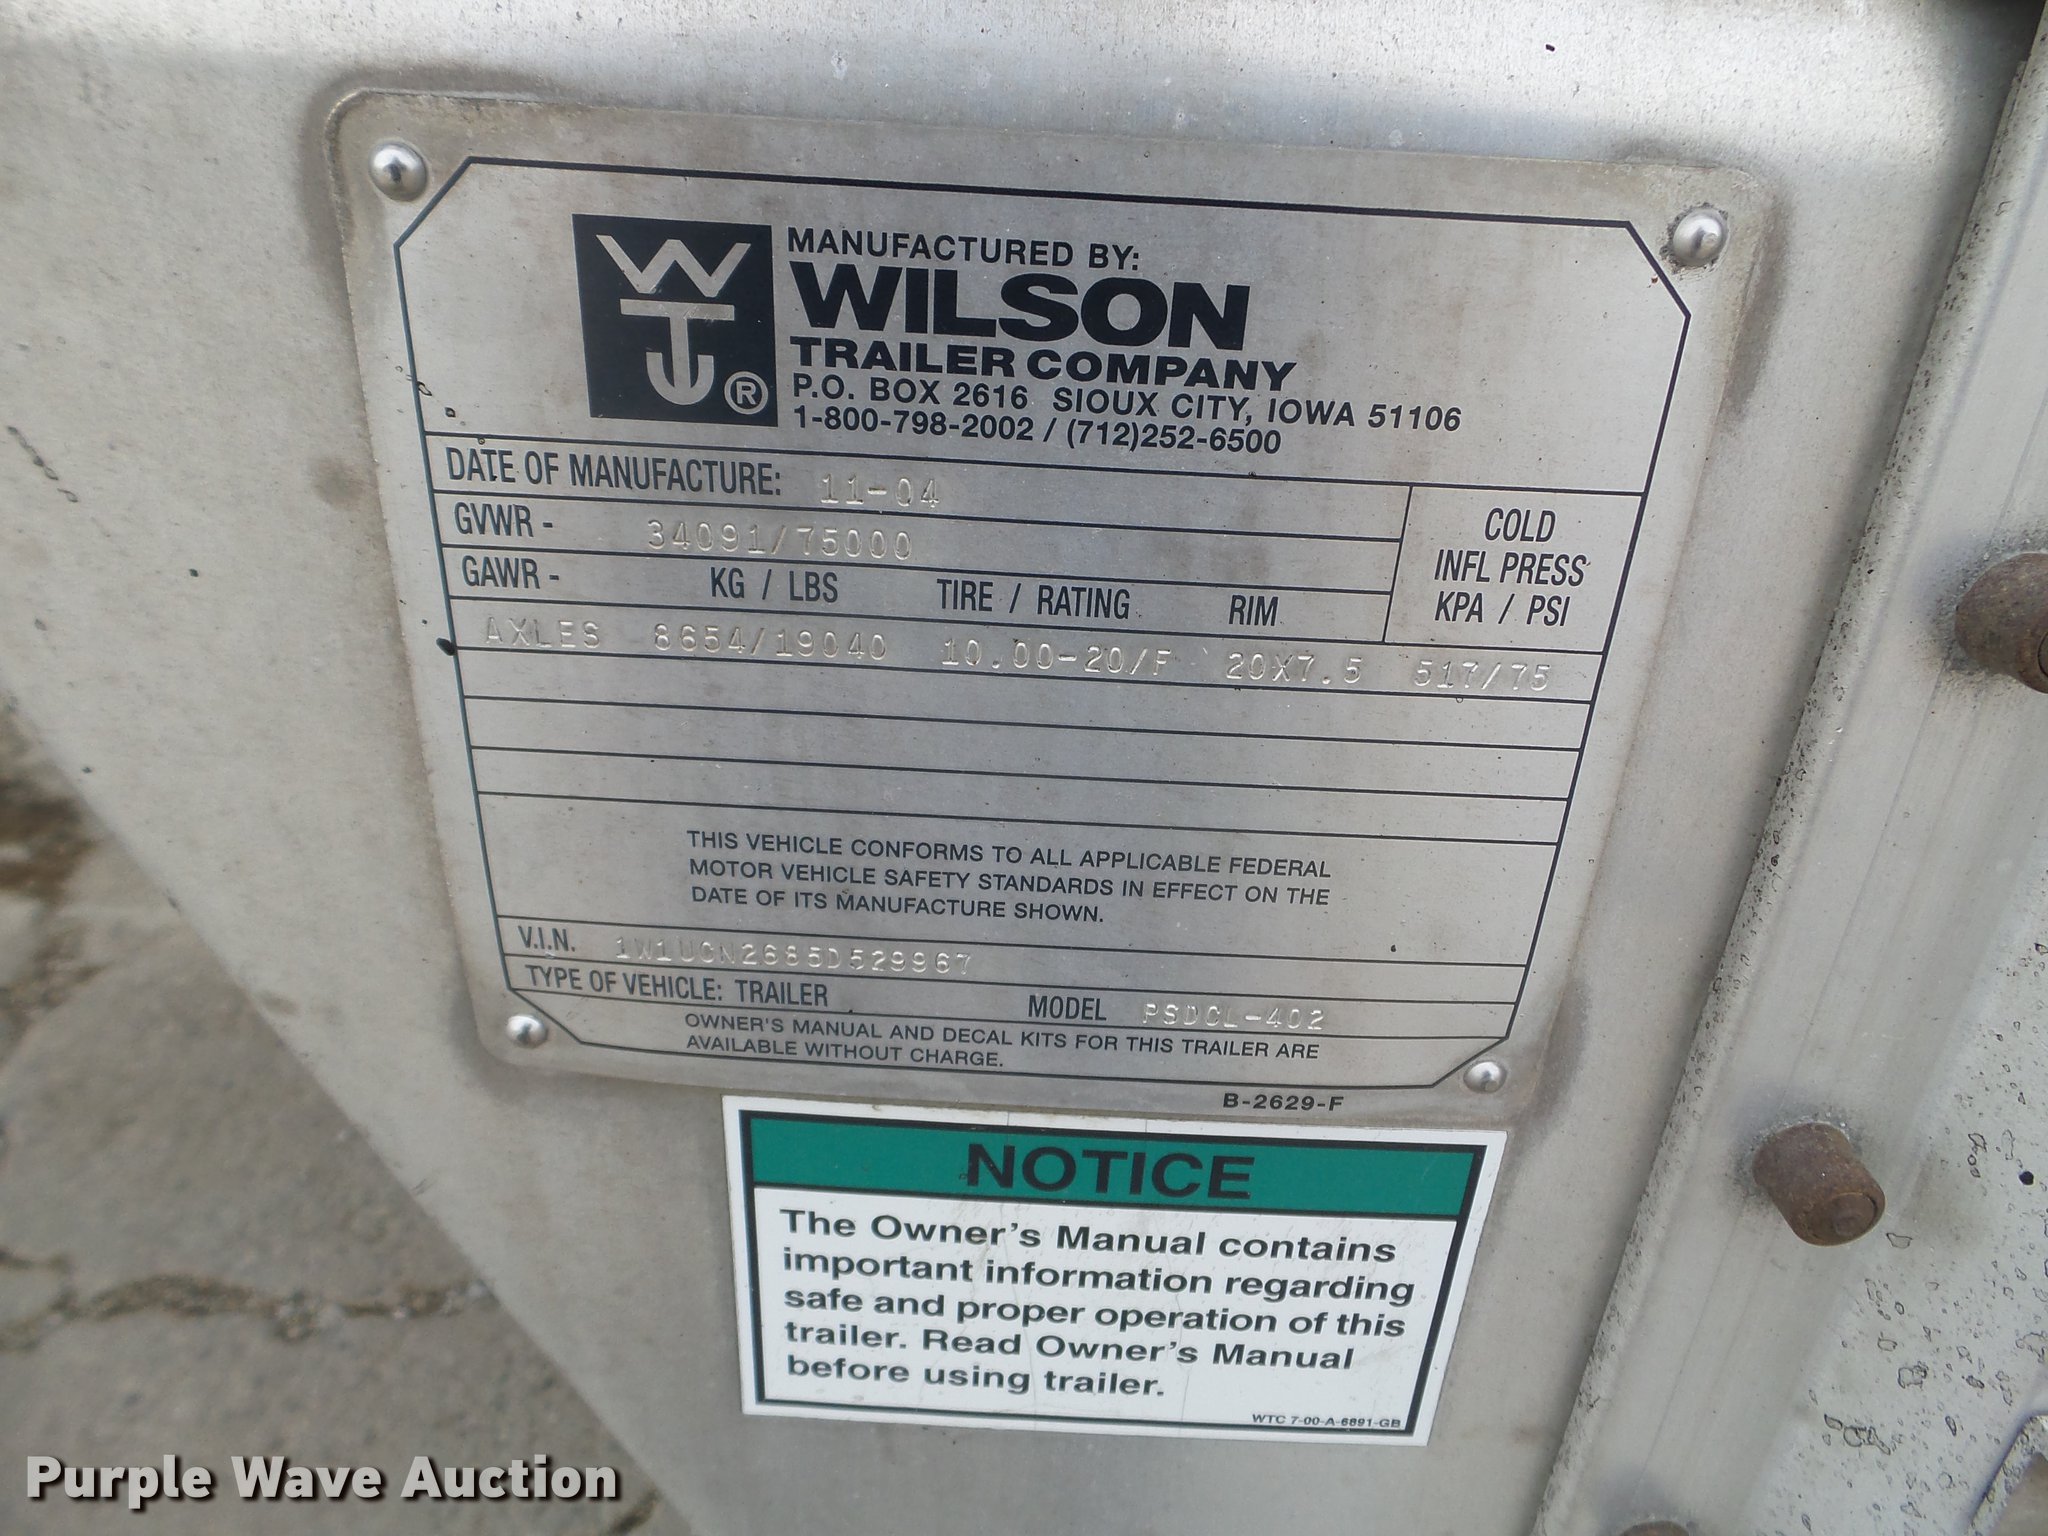 WT
®
MANUFACTURED BY:
WILSON
TRAILER COMPANY
P.O. BOX 2616 SIOUX CITY, IOWA 51106
1-800-798-2002 / (712)252-6500
DATE OF MANUFACTURE: 11-04
GVWR - 34091/75000
COLD
INFL PRESS
KPA / PSI
GAWR - KG / LBS TIRE / RATING RIM
AXLES 8654/19040 10.00-20/F 20X7.5 517/75
THIS VEHICLE CONFORMS TO ALL APPLICABLE FEDERAL
MOTOR VEHICLE SAFETY STANDARDS IN EFFECT ON THE
DATE OF ITS MANUFACTURE SHOWN.
V.I.N. 1W1UCN2685D529967
TYPE OF VEHICLE: TRAILER MODEL PSDCL-402
OWNER'S MANUAL AND DECAL KITS FOR THIS TRAILER ARE
AVAILABLE WITHOUT CHARGE.
B-2629-F
NOTICE
The Owner's Manual contains
important information regarding
safe and proper operation of this
trailer. Read Owner's Manual
before using trailer.
WTC 7-00-A-6891-GB
Purple Wave Auction